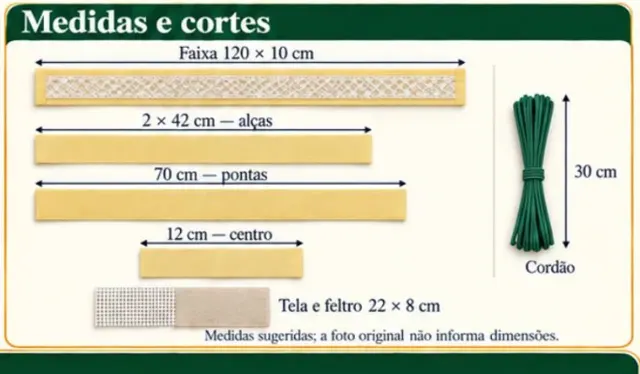 Medidas e cortes
Faixa 120 × 10 cm
2 × 42 cm — alças
70 cm — pontas
12 cm — centro
30 cm
Cordão
Tela e feltro 22 × 8 cm
Medidas sugeridas; a foto original não informa dimensões.